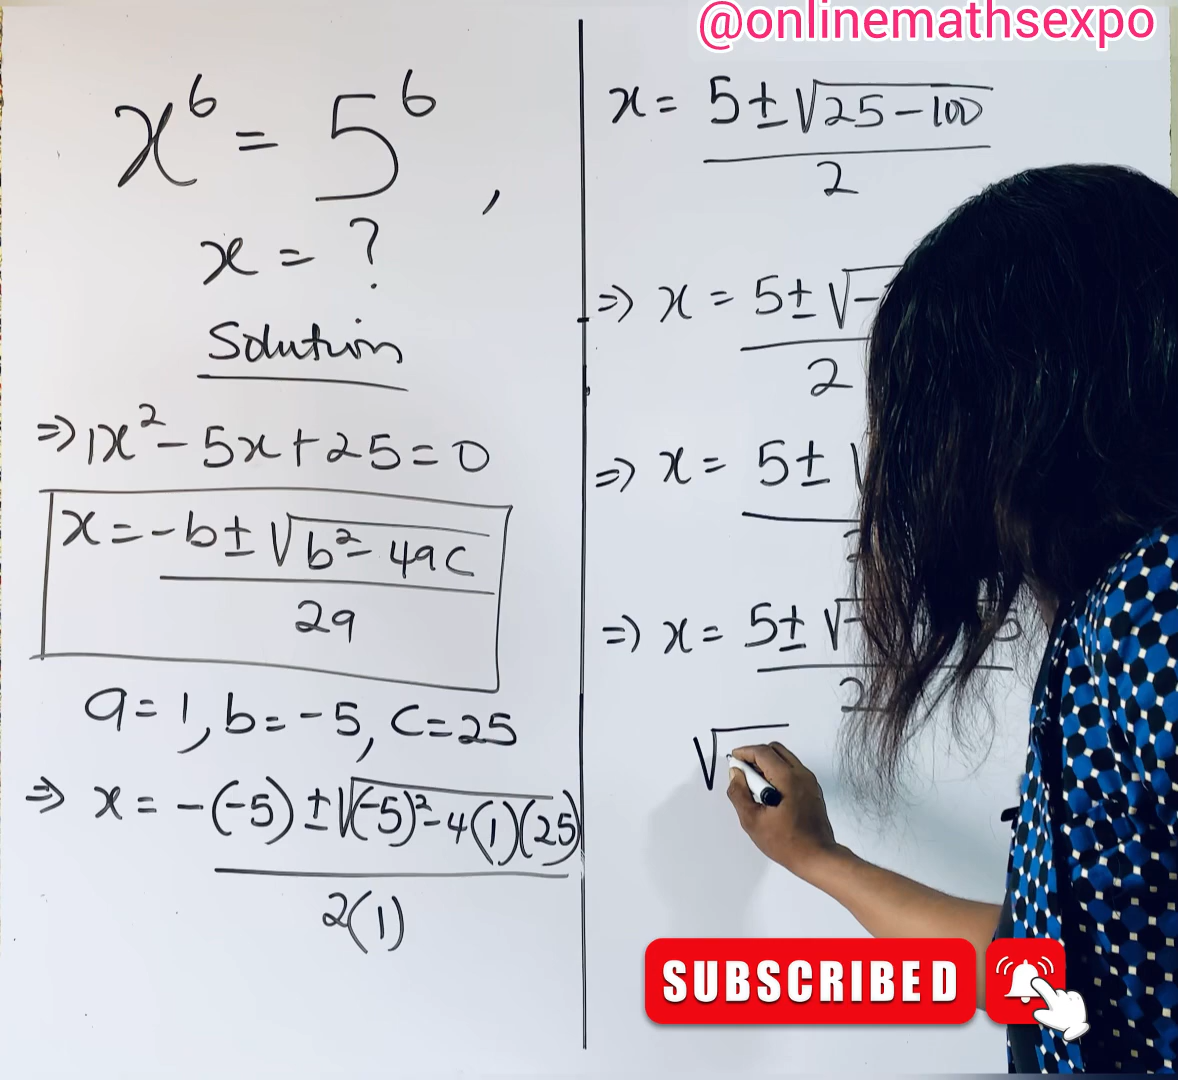 @onlinemathsexpo
x⁶ = 5⁶,
x = ?
Solution
=> 1x² - 5x + 25 = 0
x = -b ± √b² - 4ac
2a
a = 1, b = -5, c = 25
=> x = -(-5) ± √(-5)² - 4(1)(25)
2(1)
x = 5 ± √25 - 100
2
=> x = 5 ± √-
2
=> x = 5 ±
=> x = 5 ± √-
2
√
SUBSCRIBED